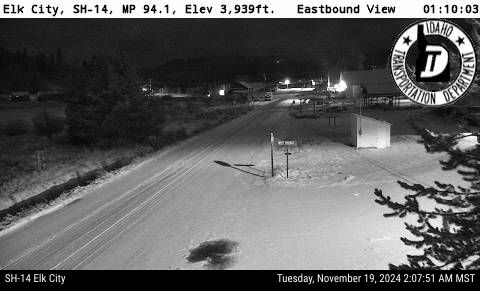 Elk City, SH-14, MP 94.1, Elev 3,939ft. Eastbound View 01:10:03
IDAHO
TRANSPORTATION DEPARTMENT
SH-14 Elk City Tuesday, November 19, 2024 2:07:51 AM MST